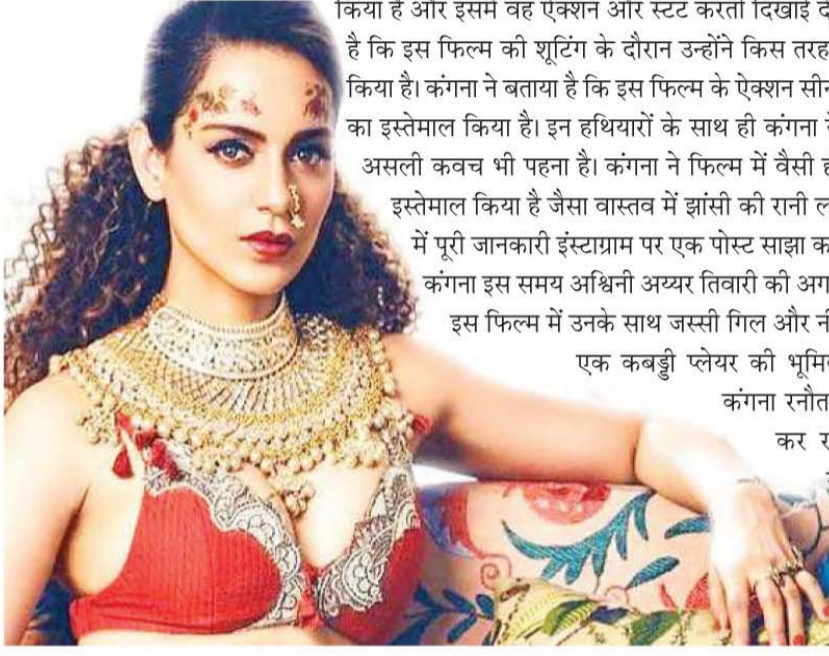 किया है और इसमें वह ऐक्शन और स्टंट करती दिखाई
है कि इस फिल्म की शूटिंग के दौरान उन्होंने किस तरह
किया है। कंगना ने बताया है कि इस फिल्म के ऐक्शन
का इस्तेमाल किया है। इन हथियारों के साथ ही कंगना
असली कवच भी पहना है। कंगना ने फिल्म में वैसी
इस्तेमाल किया है जैसा वास्तव में झांसी की रानी
में पूरी जानकारी इंस्टाग्राम पर एक पोस्ट साझा
कंगना इस समय अश्विनी अय्यर तिवारी की
इस फिल्म में उनके साथ जस्सी गिल और
एक कबड्डी प्लेयर की
कंगना रनौत
कर